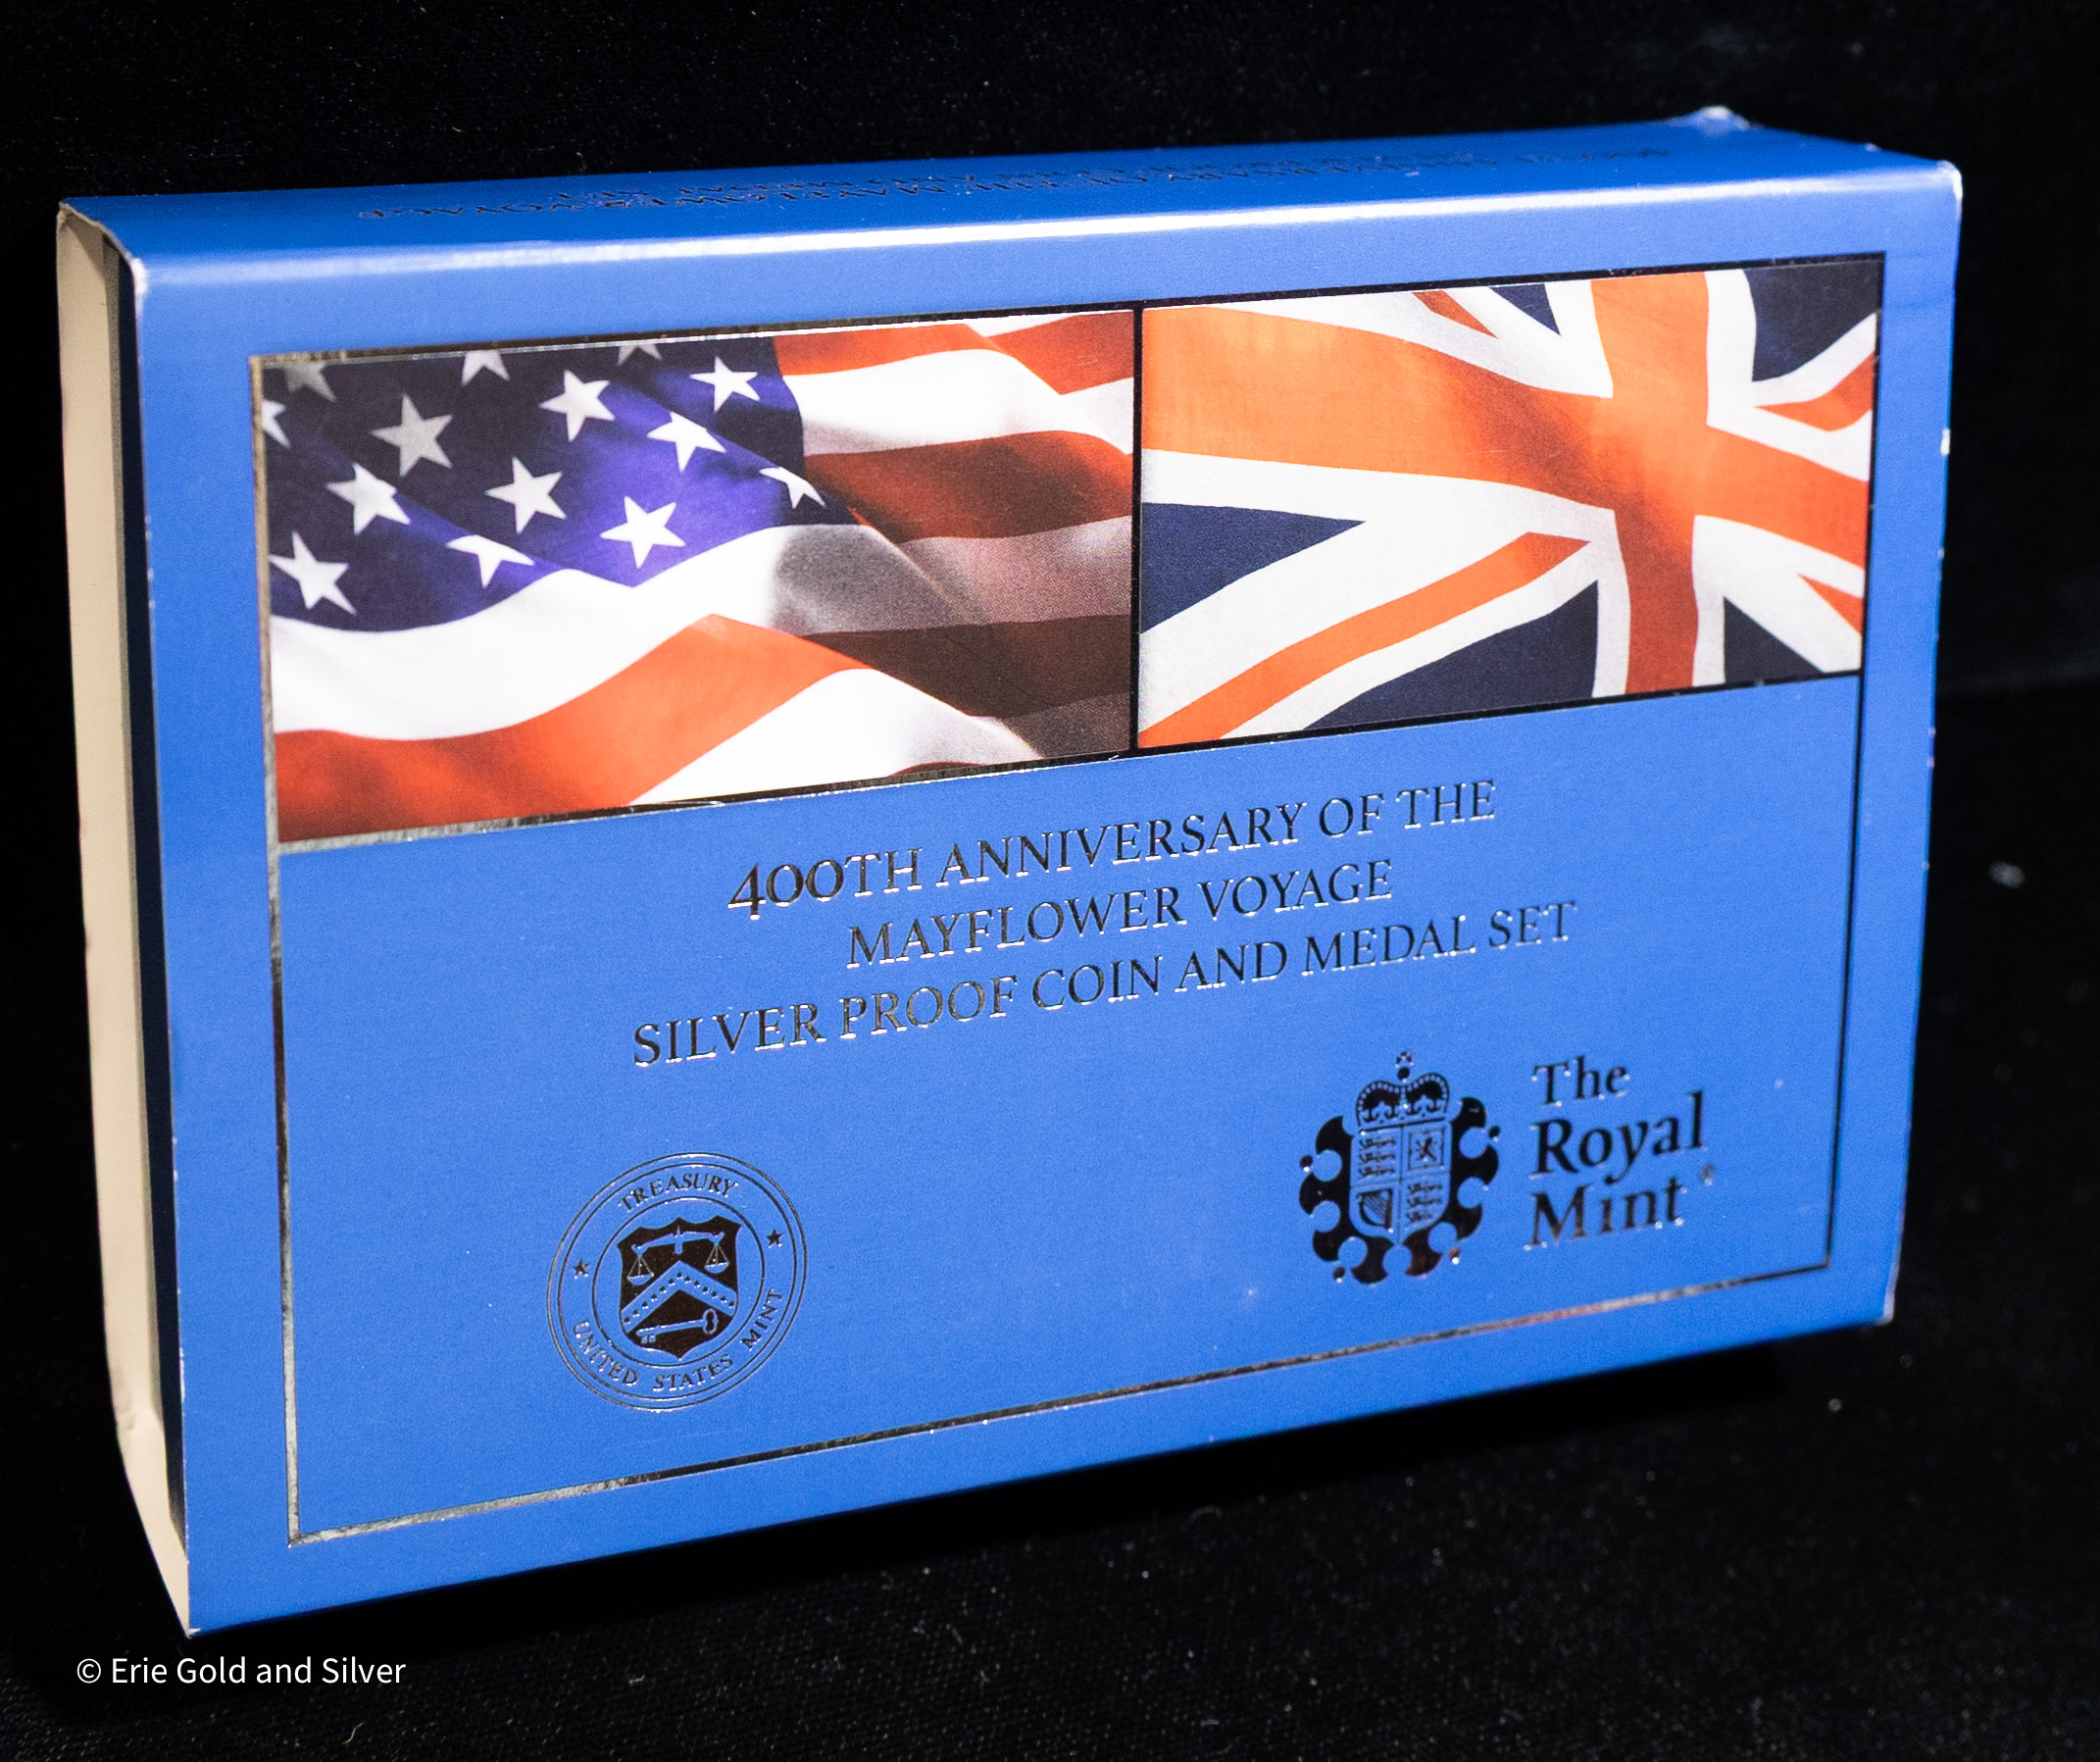 400TH ANNIVERSARY OF THE
MAYFLOWER VOYAGE
SILVER PROOF COIN AND MEDAL SET
TREASURY
UNITED STATES MINT
The
Royal
Mint®
© Erie Gold and Silver